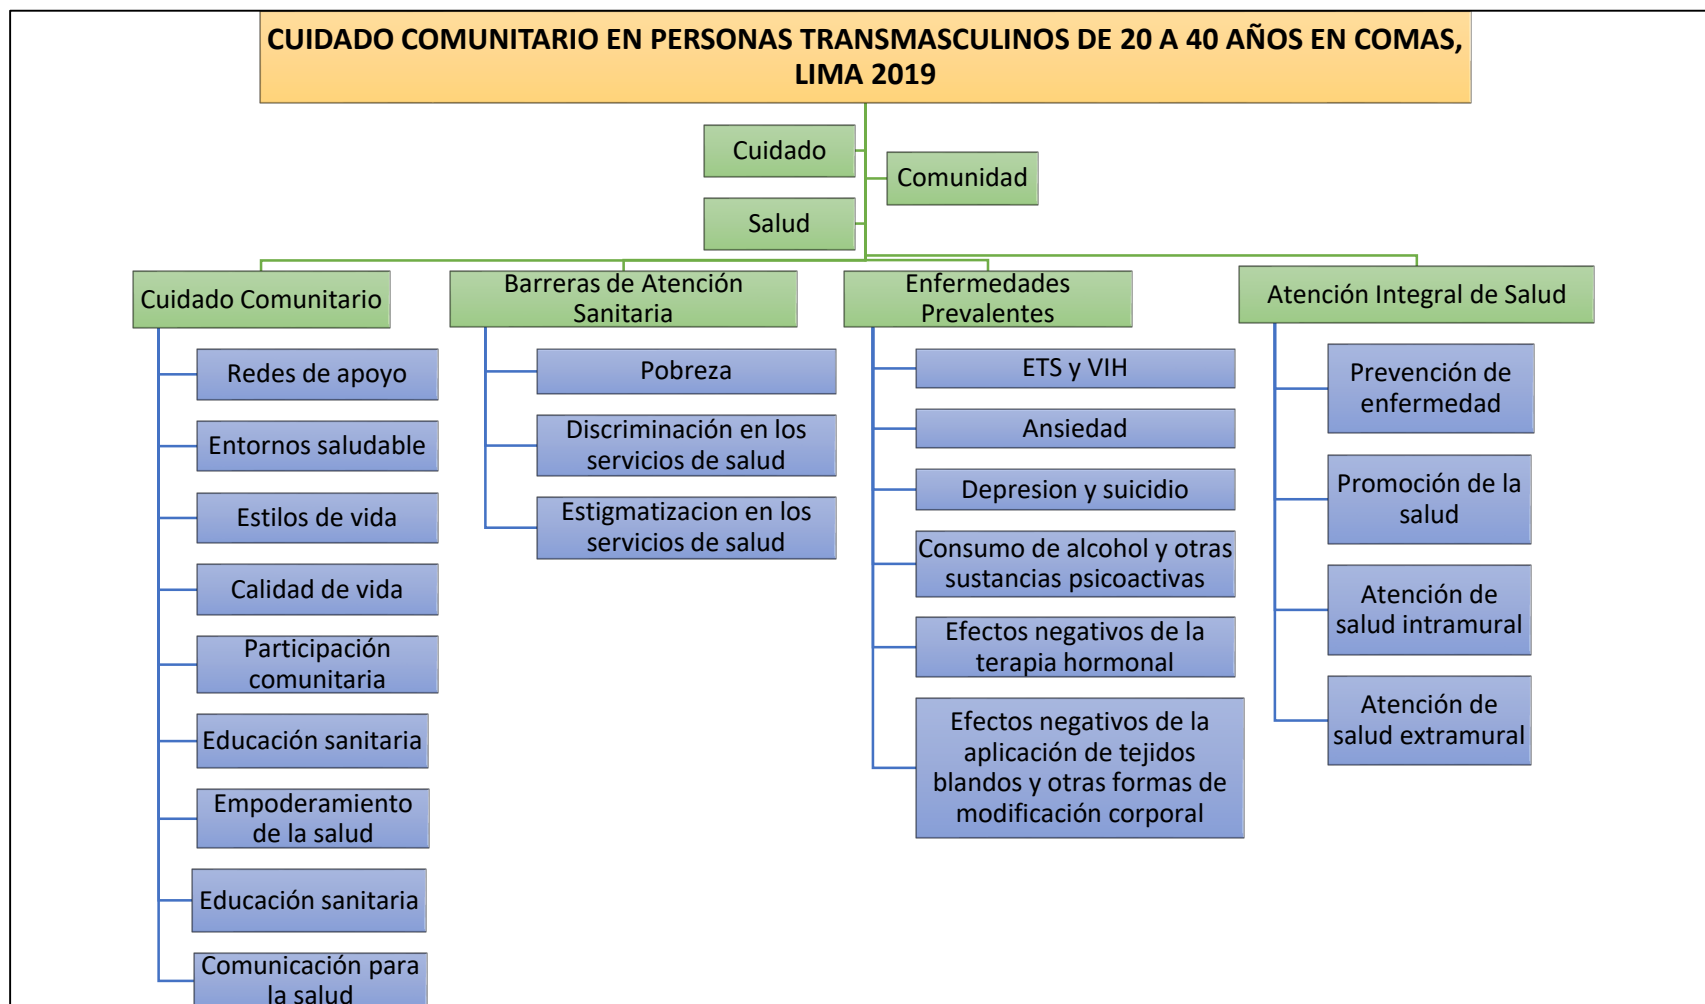 CUIDADO COMUNITARIO EN PERSONAS TRANSMASCULINOS DE 20 A 40 AÑOS EN COMAS,
LIMA 2019
Cuidado
Comunidad
Salud
Cuidado Comunitario
Redes de apoyo
Entornos saludable
Estilos de vida
Calidad de vida
Participación
comunitaria
Educación sanitaria
Empoderamiento
de la salud
Educación sanitaria
Comunicación para
la salud
Barreras de Atención
Sanitaria
Pobreza
Discriminación en los
servicios de salud
Estigmatizacion en los
servicios de salud
Enfermedades
Prevalentes
ETS y VIH
Ansiedad
Depresion y suicidio
Consumo de alcohol y otras
sustancias psicoactivas
Efectos negativos de la
terapia hormonal
Efectos negativos de la
aplicación de tejidos
blandos y otras formas de
modificación corporal
Atención Integral de Salud
Prevención de
enfermedad
Promoción de la
salud
Atención de
salud intramural
Atención de
salud extramural